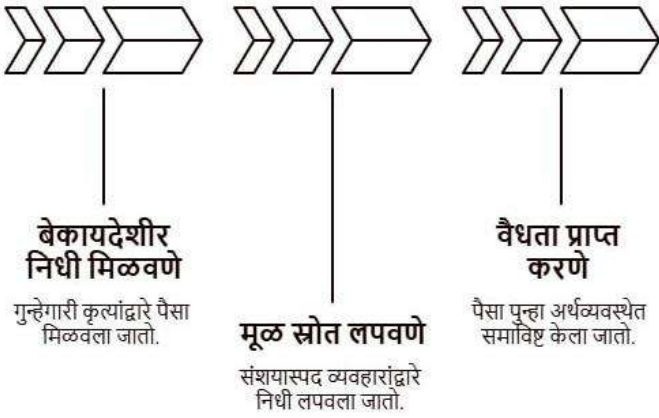 बेकायदेशीर
निधी मिळवणे
गुन्हेगारी कृत्यांद्वारे पैसा
मिळवला जातो.
मूळ स्रोत लपवणे
संशयास्पद व्यवहारांद्वारे
निधी लपवला जातो.
वैधता प्राप्त
करणे
पैसा पुन्हा अर्थव्यवस्थेत
समाविष्ट केला जातो.